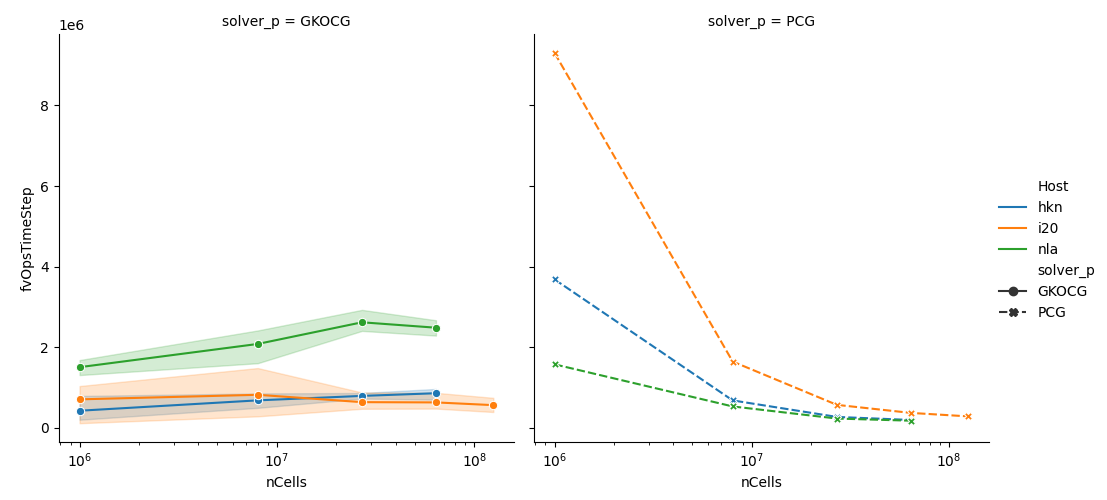 1e6
solver_p = GKOCG
solver_p = PCG
fvOpsTimeStep
8
6
4
2
0
10^6
10^7
10^8
nCells
10^6
10^7
10^8
nCells
Host
hkn
i20
nla
solver_p
GKOCG
PCG